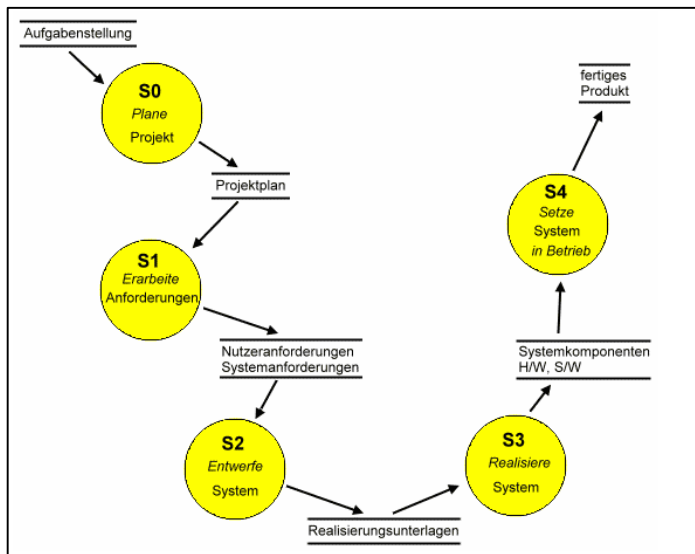 Aufgabenstellung
S0
Plane
Projekt
Projektplan
S1
Erarbeite
Anforderungen
Nutzeranforderungen
Systemanforderungen
S2
Entwerfe
System
Realisierungsunterlagen
S3
Realisiere
System
Systemkomponenten
H/W, S/W
S4
Setze
System
in Betrieb
fertiges
Produkt